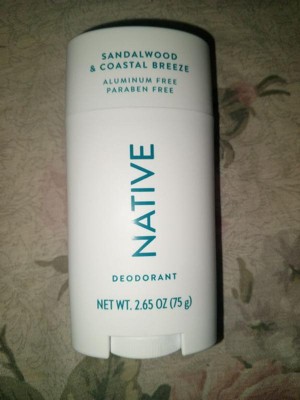 SANDALWOOD
& COASTAL BREEZE
ALUMINUM FREE
PARABEN FREE
NATIVE
DEODORANT
NET WT. 2.65 OZ (75 g)